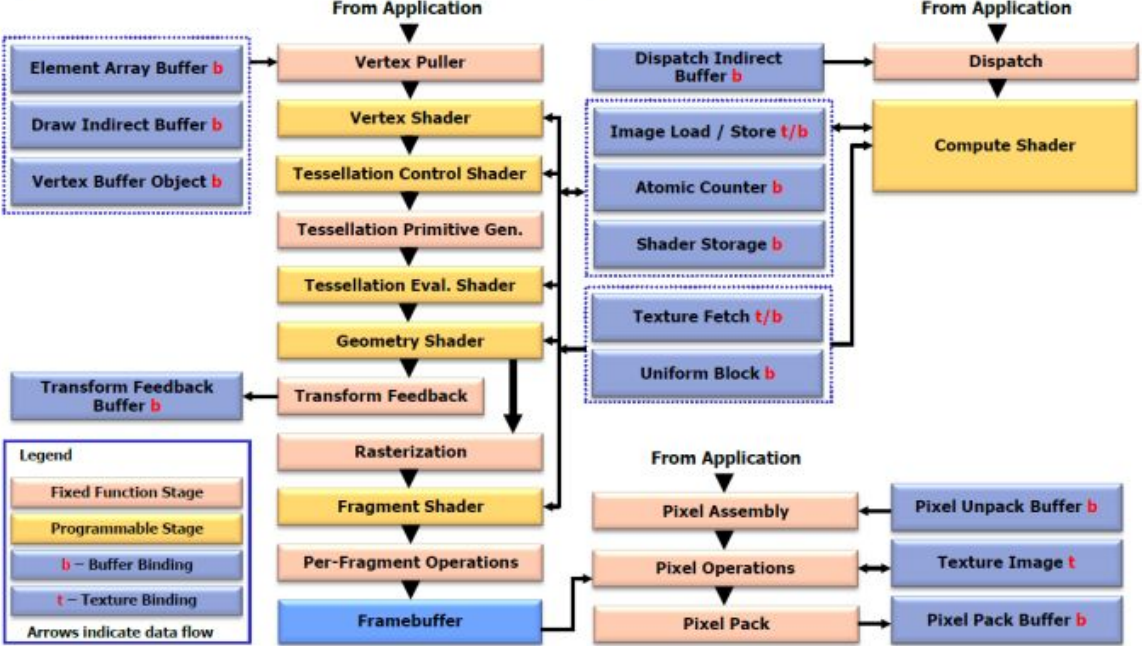 From Application
Element Array Buffer b
Draw Indirect Buffer b
Vertex Buffer Object b
Vertex Puller
Vertex Shader
Tessellation Control Shader
Tessellation Primitive Gen.
Tessellation Eval. Shader
Geometry Shader
Transform Feedback
Transform Feedback
Buffer b
Rasterization
Fragment Shader
Per-Fragment Operations
Framebuffer
Legend
Fixed Function Stage
Programmable Stage
b – Buffer Binding
t – Texture Binding
Arrows indicate data flow
From Application
Dispatch Indirect
Buffer b
Dispatch
Image Load / Store t/b
Atomic Counter b
Shader Storage b
Compute Shader
Texture Fetch t/b
Uniform Block b
From Application
Pixel Assembly
Pixel Unpack Buffer b
Pixel Operations
Texture Image t
Pixel Pack
Pixel Pack Buffer b